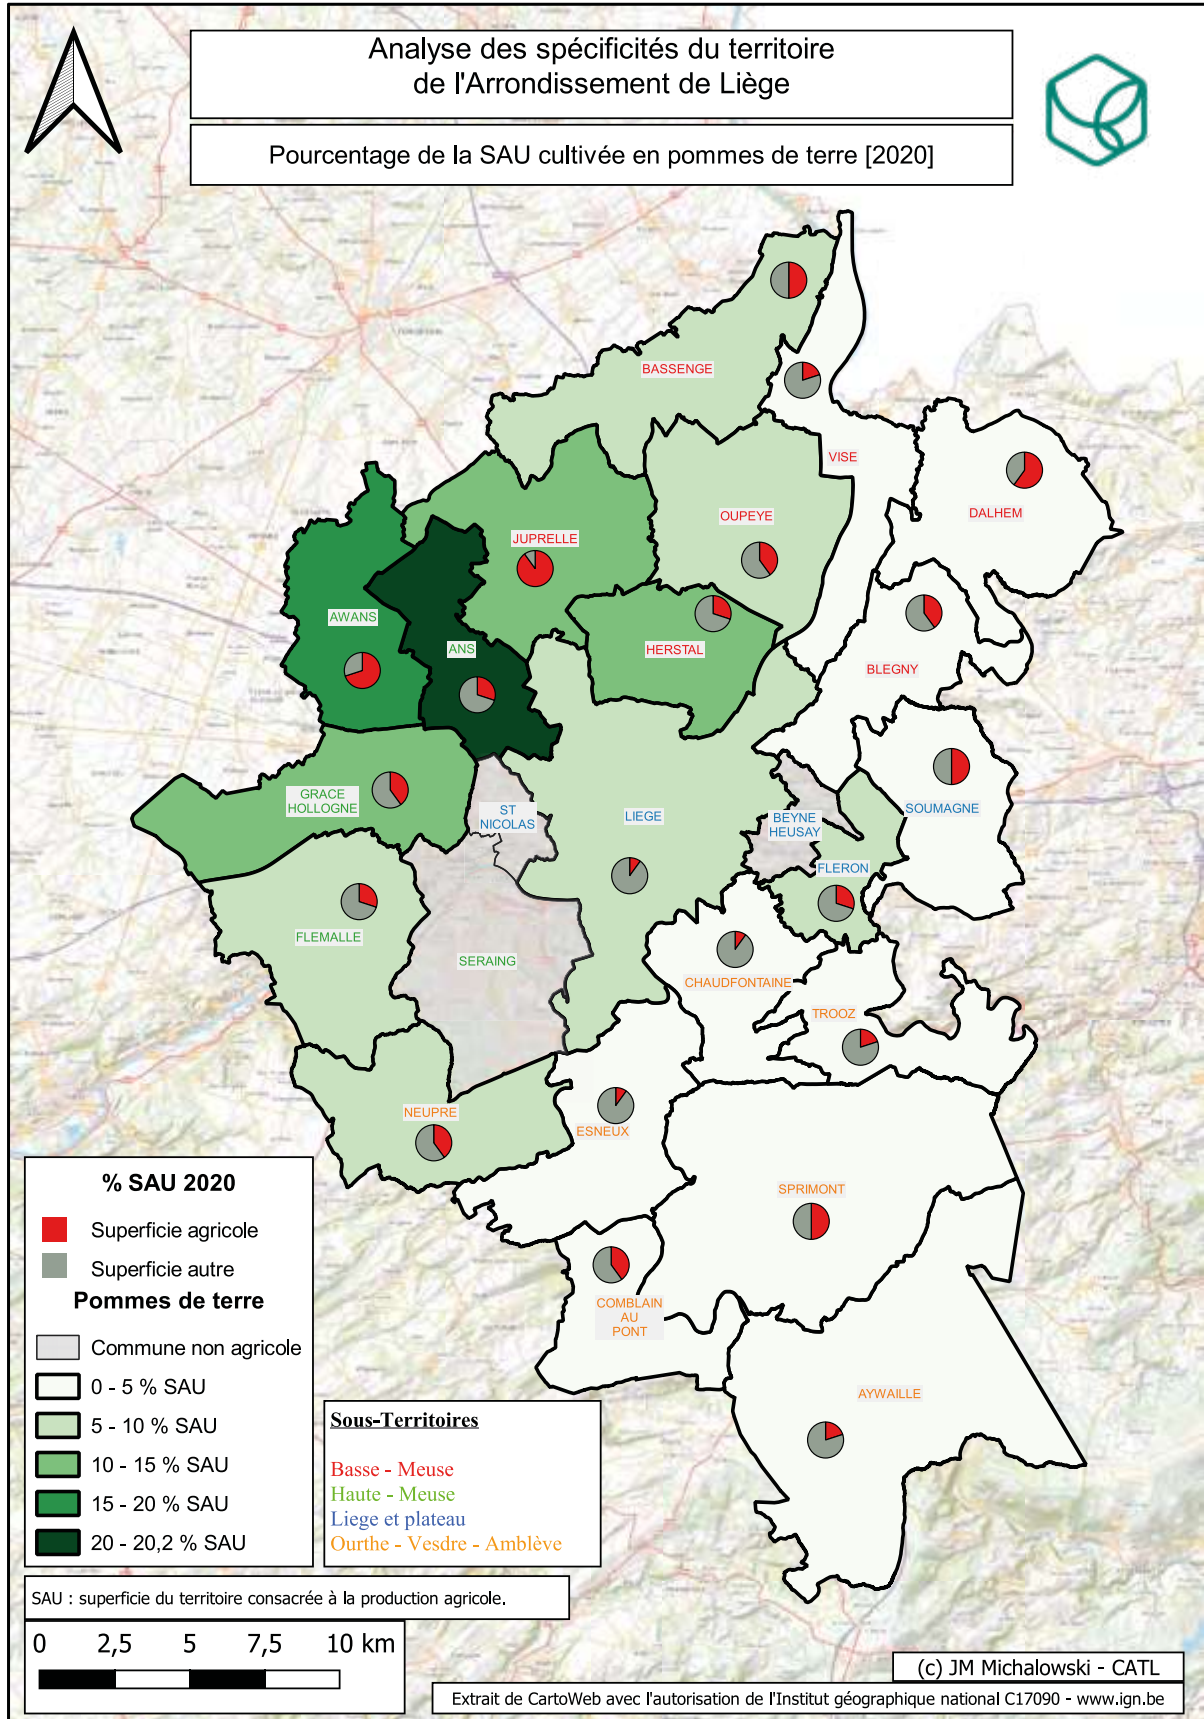 Analyse des spécificités du territoire
de l'Arrondissement de Liège
Pourcentage de la SAU cultivée en pommes de terre [2020]
BASSENGE
VISE
DALHEM
OUPEYE
JUPRELLE
AWANS
ANS
HERSTAL
BLEGNY
GRACE
HOLLOGNE
ST
NICOLAS
LIEGE
BEYNE
HEUSAY
SOUMAGNE
FLERON
FLEMALLE
SERAING
CHAUDFONTAINE
TROOZ
NEUPRE
ESNEUX
SPRIMONT
COMBLAIN
AU
PONT
AYWAILLE
% SAU 2020
Superficie agricole
Superficie autre
Pommes de terre
Commune non agricole
0 - 5 % SAU
5 - 10 % SAU
10 - 15 % SAU
15 - 20 % SAU
20 - 20,2 % SAU
Sous-Territoires
Basse - Meuse
Haute - Meuse
Liege et plateau
Ourthe - Vesdre - Amblève
SAU : superficie du territoire consacrée à la production agricole.
0 2,5 5 7,5 10 km
(c) JM Michalowski - CATL
Extrait de CartoWeb avec l'autorisation de l'Institut géographique national C17090 - www.ign.be